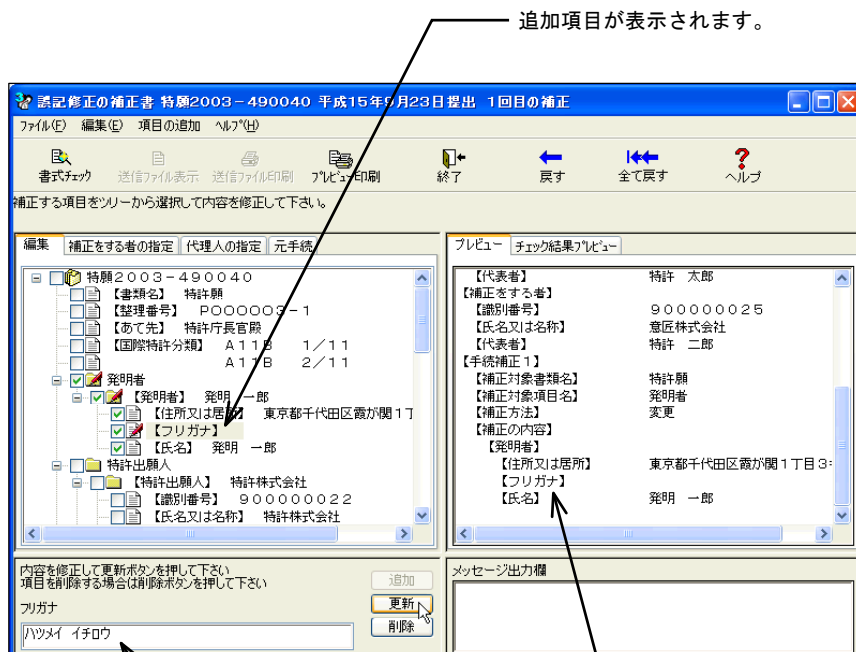 追加項目が表示されます。
誤記修正の補正書 特願2003-490040 平成15年9月23日提出 1回目の補正
ファイル(F) 編集(E) 項目の追加 ヘルプ(H)
書式チェック 送信ファイル表示 送信ファイル印刷 プレビュー印刷 終了 戻す 全て戻す ヘルプ
補正する項目をツリーから選択して内容を修正して下さい。
編集 補正をする者の指定 代理人の指定 元手続
特願2003-490040
【書類名】 特許願
【整理番号】 P000003-1
【あて先】 特許庁長官殿
【国際特許分類】 A11B 1/11
A11B 2/11
発明者
【発明者】 発明 一郎
【住所又は居所】 東京都千代田区霞が関1丁
【フリガナ】
【氏名】 発明 一郎
特許出願人
【特許出願人】 特許株式会社
【識別番号】 900000022
【氏名又は名称】 特許株式会社
プレビュー チェック結果プレビュー
【代表者】 特許 太郎
【補正をする者】
【識別番号】 900000025
【氏名又は名称】 意匠株式会社
【代表者】 特許 二郎
【手続補正1】
【補正対象書類名】 特許願
【補正対象項目名】 発明者
【補正方法】 変更
【補正の内容】
【発明者】
【住所又は居所】 東京都千代田区霞が関1丁目3
【フリガナ】
【氏名】 発明 一郎
内容を修正して更新ボタンを押して下さい
項目を削除する場合は削除ボタンを押して下さい
追加
フリガナ
更新
ハツメイ イチロウ
削除
メッセージ出力欄